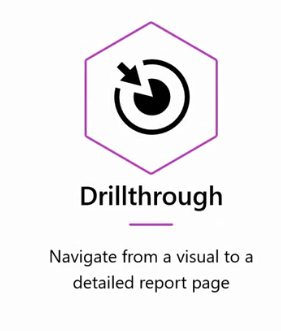 Drillthrough
Navigate from a visual to a
detailed report page